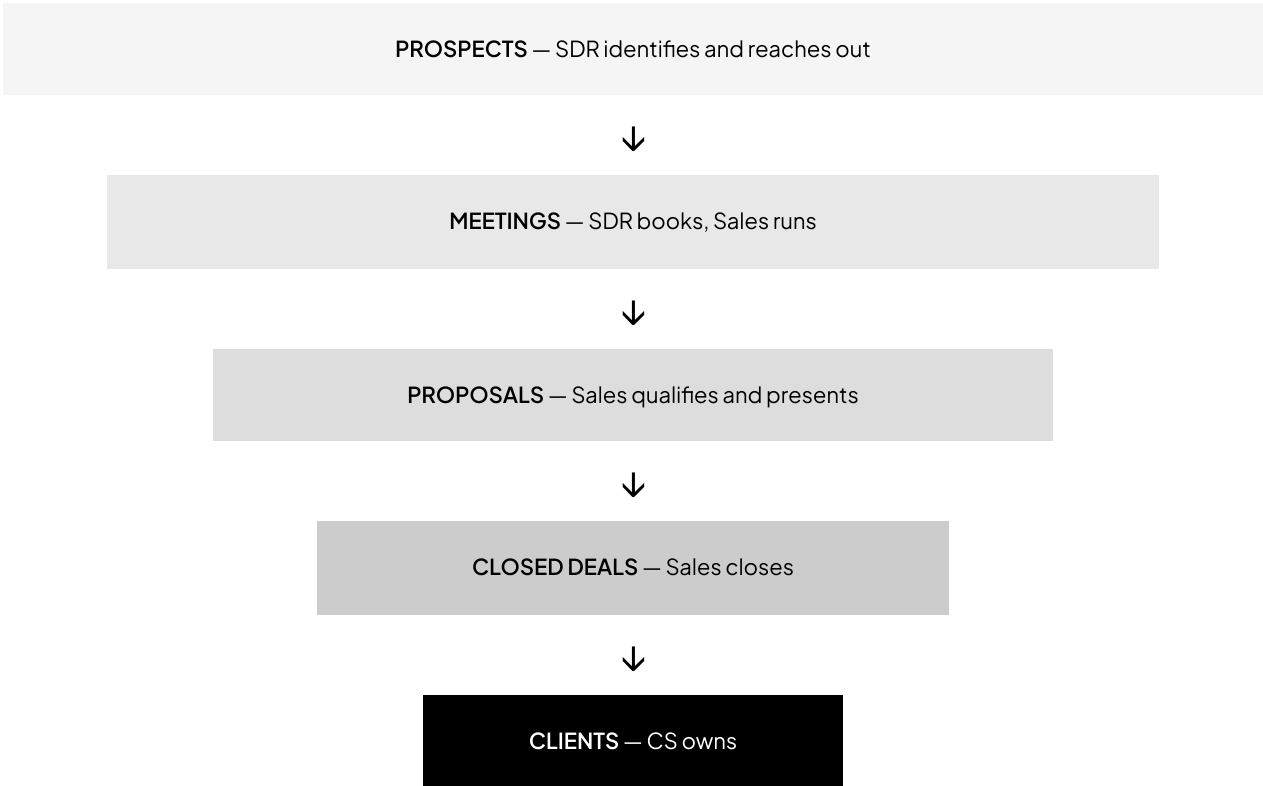 PROSPECTS — SDR identifies and reaches out
↓
MEETINGS — SDR books, Sales runs
↓
PROPOSALS — Sales qualifies and presents
↓
CLOSED DEALS — Sales closes
↓
CLIENTS — CS owns